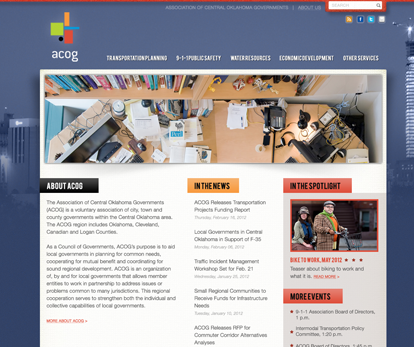 ASSOCIATION OF CENTRAL OKLAHOMA GOVERNMENTS | ABOUT US
SEARCH
acog
TRANSPORTATION PLANNING 9-1-1 PUBLIC SAFETY WATER RESOURCES ECONOMIC DEVELOPMENT OTHER SERVICES
ABOUT ACOG
The Association of Central Oklahoma Governments
(ACOG) is a voluntary association of city, town and
county governments within the Central Oklahoma area.
The ACOG region includes Oklahoma, Cleveland,
Canadian and Logan Counties.
As a Council of Governments, ACOG's purpose is to aid
local governments in planning for common needs,
cooperating for mutual benefit and coordinating for
sound regional development. ACOG is an organization
of, by and for local governments that allows member
entities to work in partnership to address issues or
problems common to many jurisdictions. This regional
cooperation serve to strengthen both the individual and
collective capabilities of local governments.
MORE ABOUT ACOG »
IN THE NEWS
ACOG Releases Transportation
Projects Funding Report
Thursday, February 16, 2012
Local Governments in Central
Oklahoma in Support of F-35
Monday, February 06, 2012
Traffic Incident Management
Workshop Set for Feb. 21
Wednesday, January 25, 2012
Small Regional Communities to
Receive Funds for Infrastructure
Needs
Tuesday, January 10, 2012
ACOG Releases RFP for
Commuter Corridor Alternatives
Analyses
IN THE SPOTLIGHT
BIKE TO WORK, MAY 2012
Teaser about biking to work and
what it is. READ MORE »
MORE EVENTS
9-1-1 Association Board of Directors,
1 p.m.
Intermodal Transportation Policy
Committee, 1:20 p.m.
ACOG Board of Directors, 1:45 p.m.